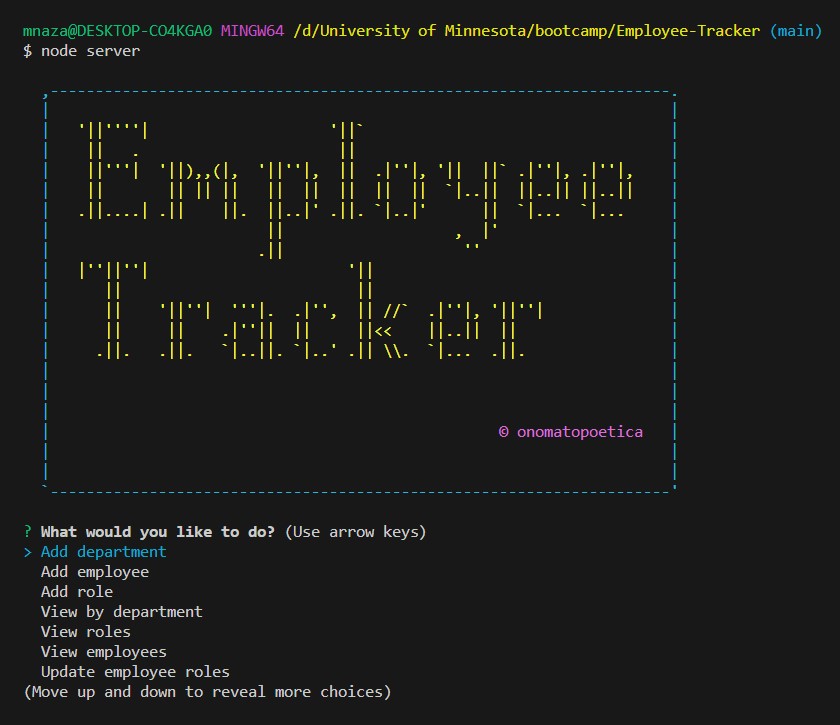 mnaza@DESKTOP-CO4KGA0 MINGW64 /d/University of Minnesota/bootcamp/Employee-Tracker (main)
$ node server
Employee
Tracker
© onomatopoetica
? What would you like to do? (Use arrow keys)
> Add department
Add employee
Add role
View by department
View roles
View employees
Update employee roles
(Move up and down to reveal more choices)